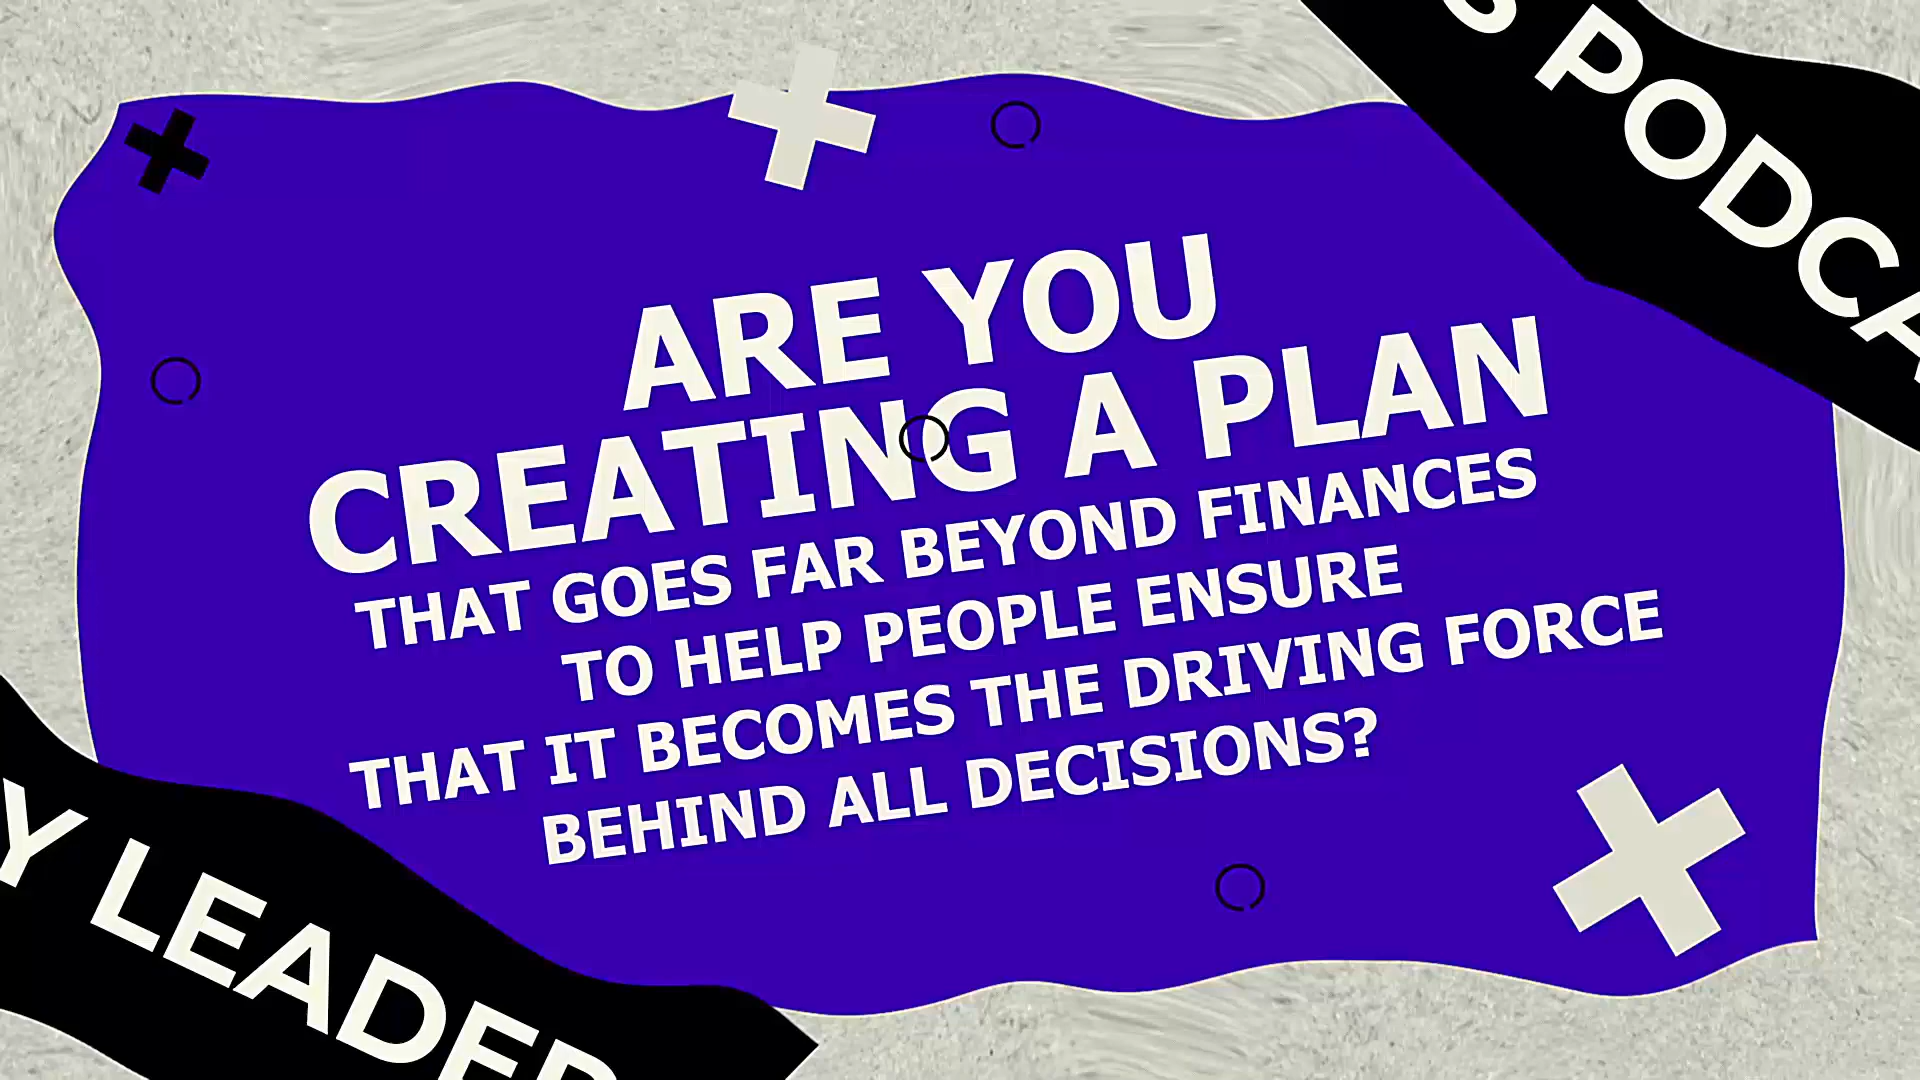 S PODCA
ARE YOU
CREATING A PLAN
THAT GOES FAR BEYOND FINANCES
TO HELP PEOPLE ENSURE
THAT IT BECOMES THE DRIVING FORCE
BEHIND ALL DECISIONS?
Y LEADER